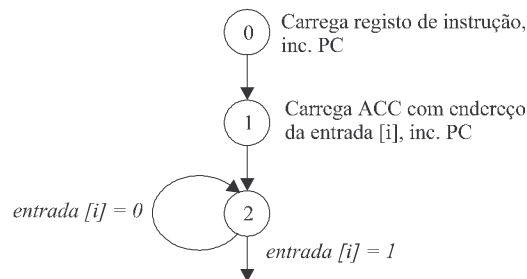 0
Carrega registo de instrução,
inc. PC
1
Carrega ACC com endereço
da entrada [i], inc. PC
entrada [i] = 0
2
entrada [i] = 1